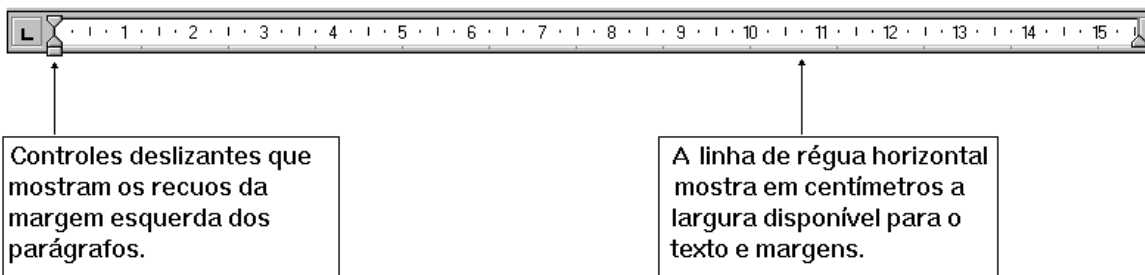 L 1 2 3 4 5 6 7 8 9 10 11 12 13 14 15
Controles deslizantes que
mostram os recuos da
margem esquerda dos
parágrafos.
A linha de régua horizontal
mostra em centímetros a
largura disponível para o
texto e margens.